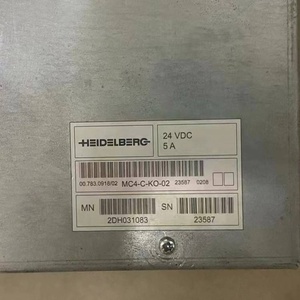 HEIDELBERG
24 VDC
5 A
00.783.0918/02 MC4-C-KO-02 23587 0208
MN SN
2DH031083 23587